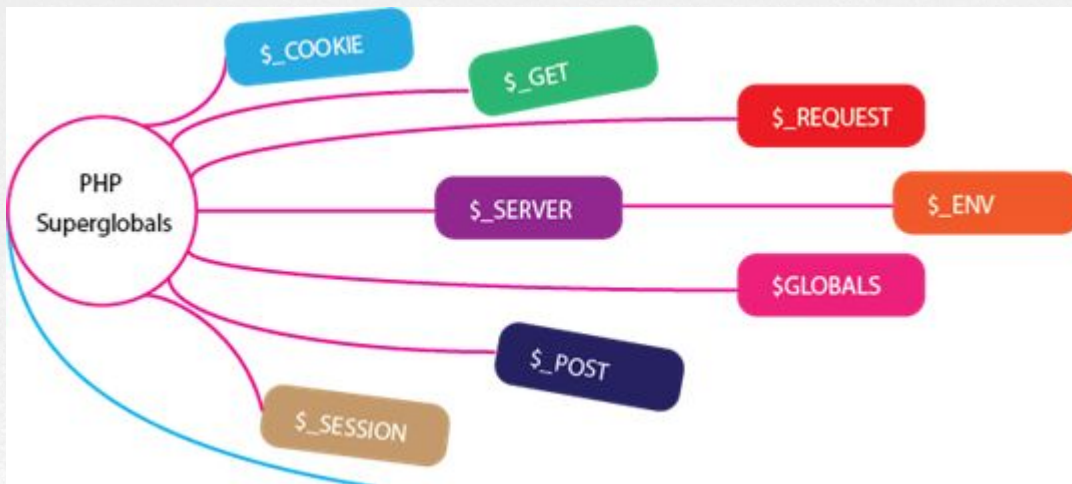 $_COOKIE
$_GET
$_REQUEST
PHP
Superglobals
$_SERVER
$_ENV
$GLOBALS
$_POST
$_SESSION